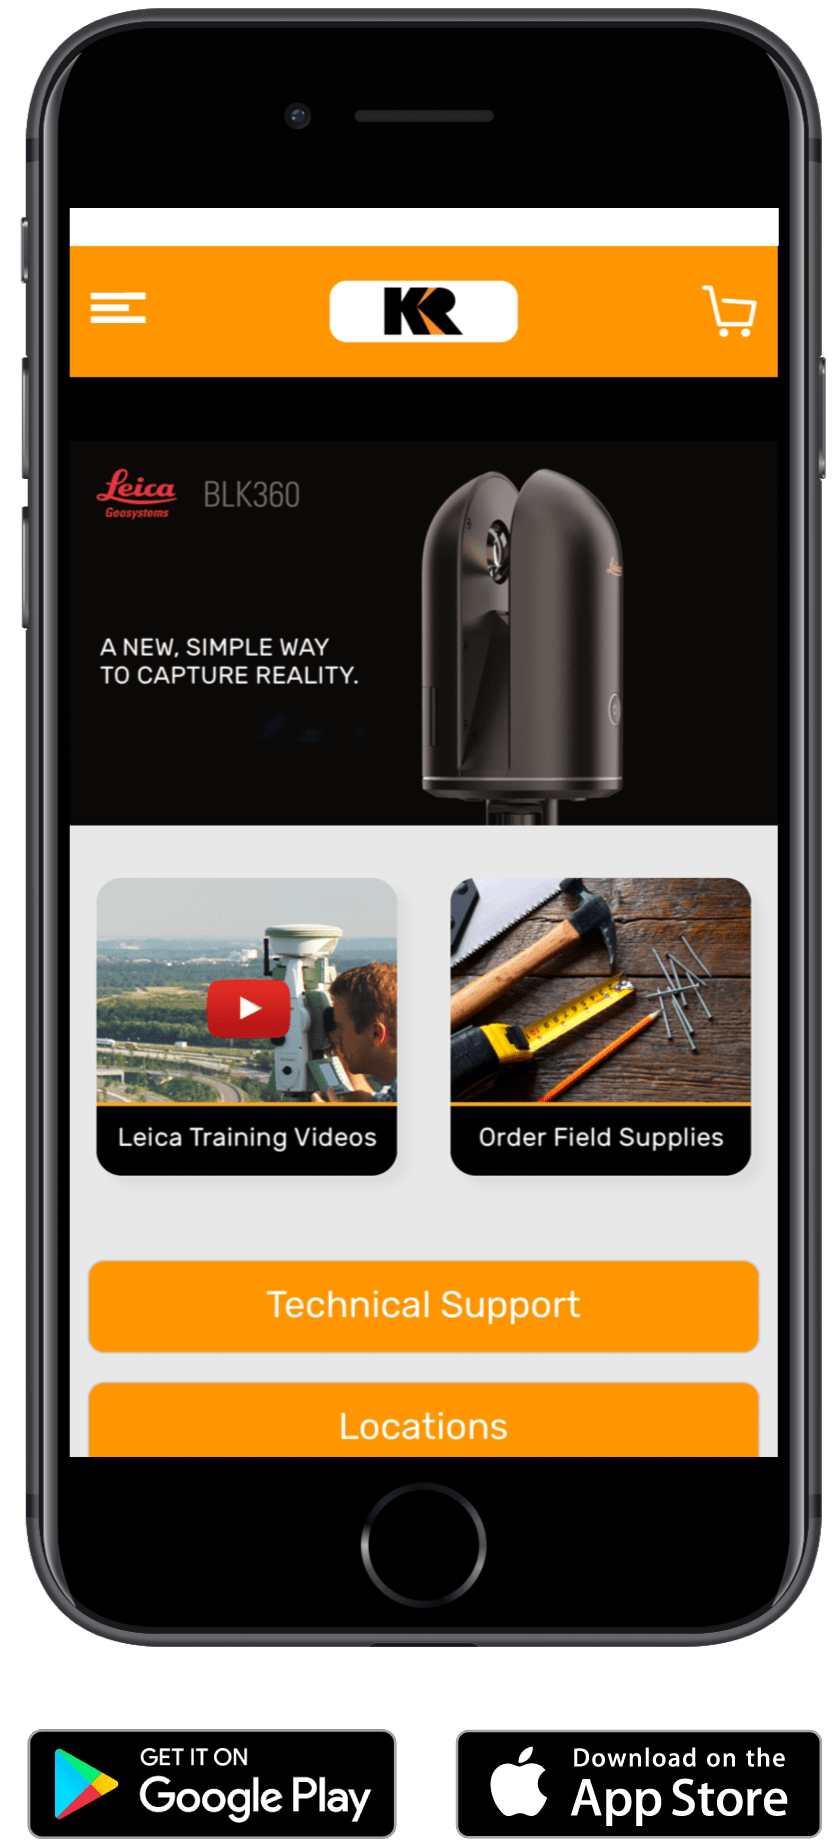 KR
Leica
Geosystems
BLK360
Leica
A NEW, SIMPLE WAY
TO CAPTURE REALITY.
Leica Training Videos
Order Field Supplies
Technical Support
Locations
GET IT ON
Google Play
Download on the
App Store